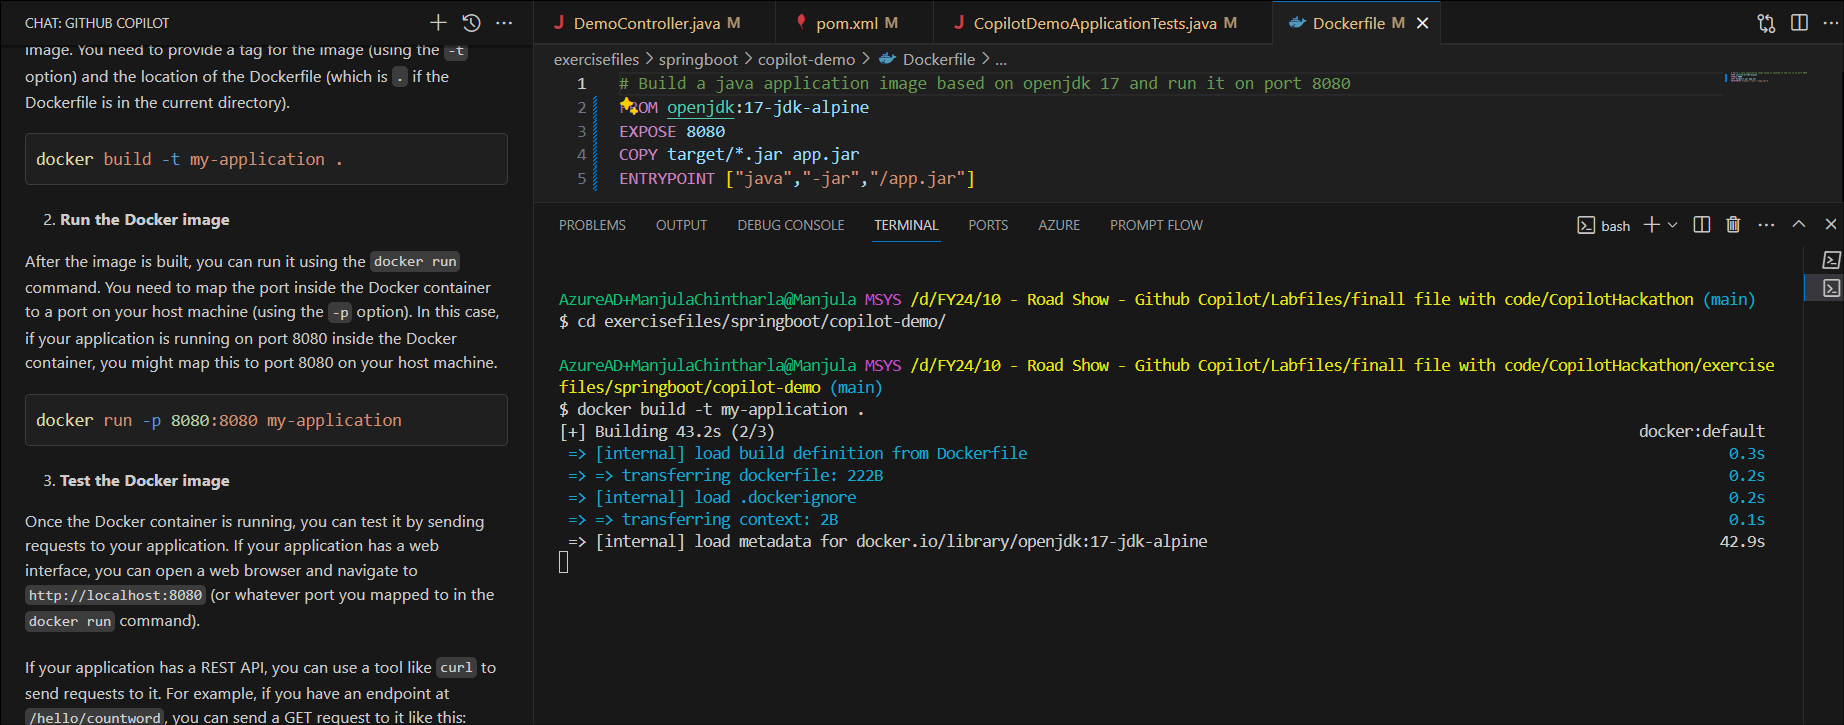 CHAT: GITHUB COPILOT
image. You need to provide a tag for the image (using the -t
option) and the location of the Dockerfile (which is . if the
Dockerfile is in the current directory).
docker build -t my-application .
2. Run the Docker image
After the image is built, you can run it using the docker run
command. You need to map the port inside the Docker container
to a port on your host machine (using the -p option). In this case,
if your application is running on port 8080 inside the Docker
container, you might map this to port 8080 on your host machine.
docker run -p 8080:8080 my-application
3. Test the Docker image
Once the Docker container is running, you can test it by sending
requests to your application. If your application has a web
interface, you can open a web browser and navigate to
http://localhost:8080 (or whatever port you mapped to in the
docker run command).
If your application has a REST API, you can use a tool like curl to
send requests to it. For example, if you have an endpoint at
/hello/countword, you can send a GET request to it like this:
DemoController.java M
pom.xml M
CopilotDemoApplicationTests.java M
Dockerfile M
exercisefiles > springboot > copilot-demo > Dockerfile > ...
1 # Build a java application image based on openjdk 17 and run it on port 8080
2 FROM openjdk:17-jdk-alpine
3 EXPOSE 8080
4 COPY target/*.jar app.jar
5 ENTRYPOINT ["java","-jar","/app.jar"]
PROBLEMS OUTPUT DEBUG CONSOLE TERMINAL PORTS AZURE PROMPT FLOW
bash
AzureAD+ManjulaChintharla@Manjula MSYS /d/FY24/10 - Road Show - Github Copilot/Labfiles/finall file with code/CopilotHackathon (main)
$ cd exercisefiles/springboot/copilot-demo/
AzureAD+ManjulaChintharla@Manjula MSYS /d/FY24/10 - Road Show - Github Copilot/Labfiles/finall file with code/CopilotHackathon/exercise
files/springboot/copilot-demo (main)
$ docker build -t my-application .
[+] Building 43.2s (2/3) docker:default
=> [internal] load build definition from Dockerfile 0.3s
=> => transferring dockerfile: 222B 0.2s
=> [internal] load .dockerignore 0.2s
=> => transferring context: 2B 0.1s
=> [internal] load metadata for docker.io/library/openjdk:17-jdk-alpine 42.9s